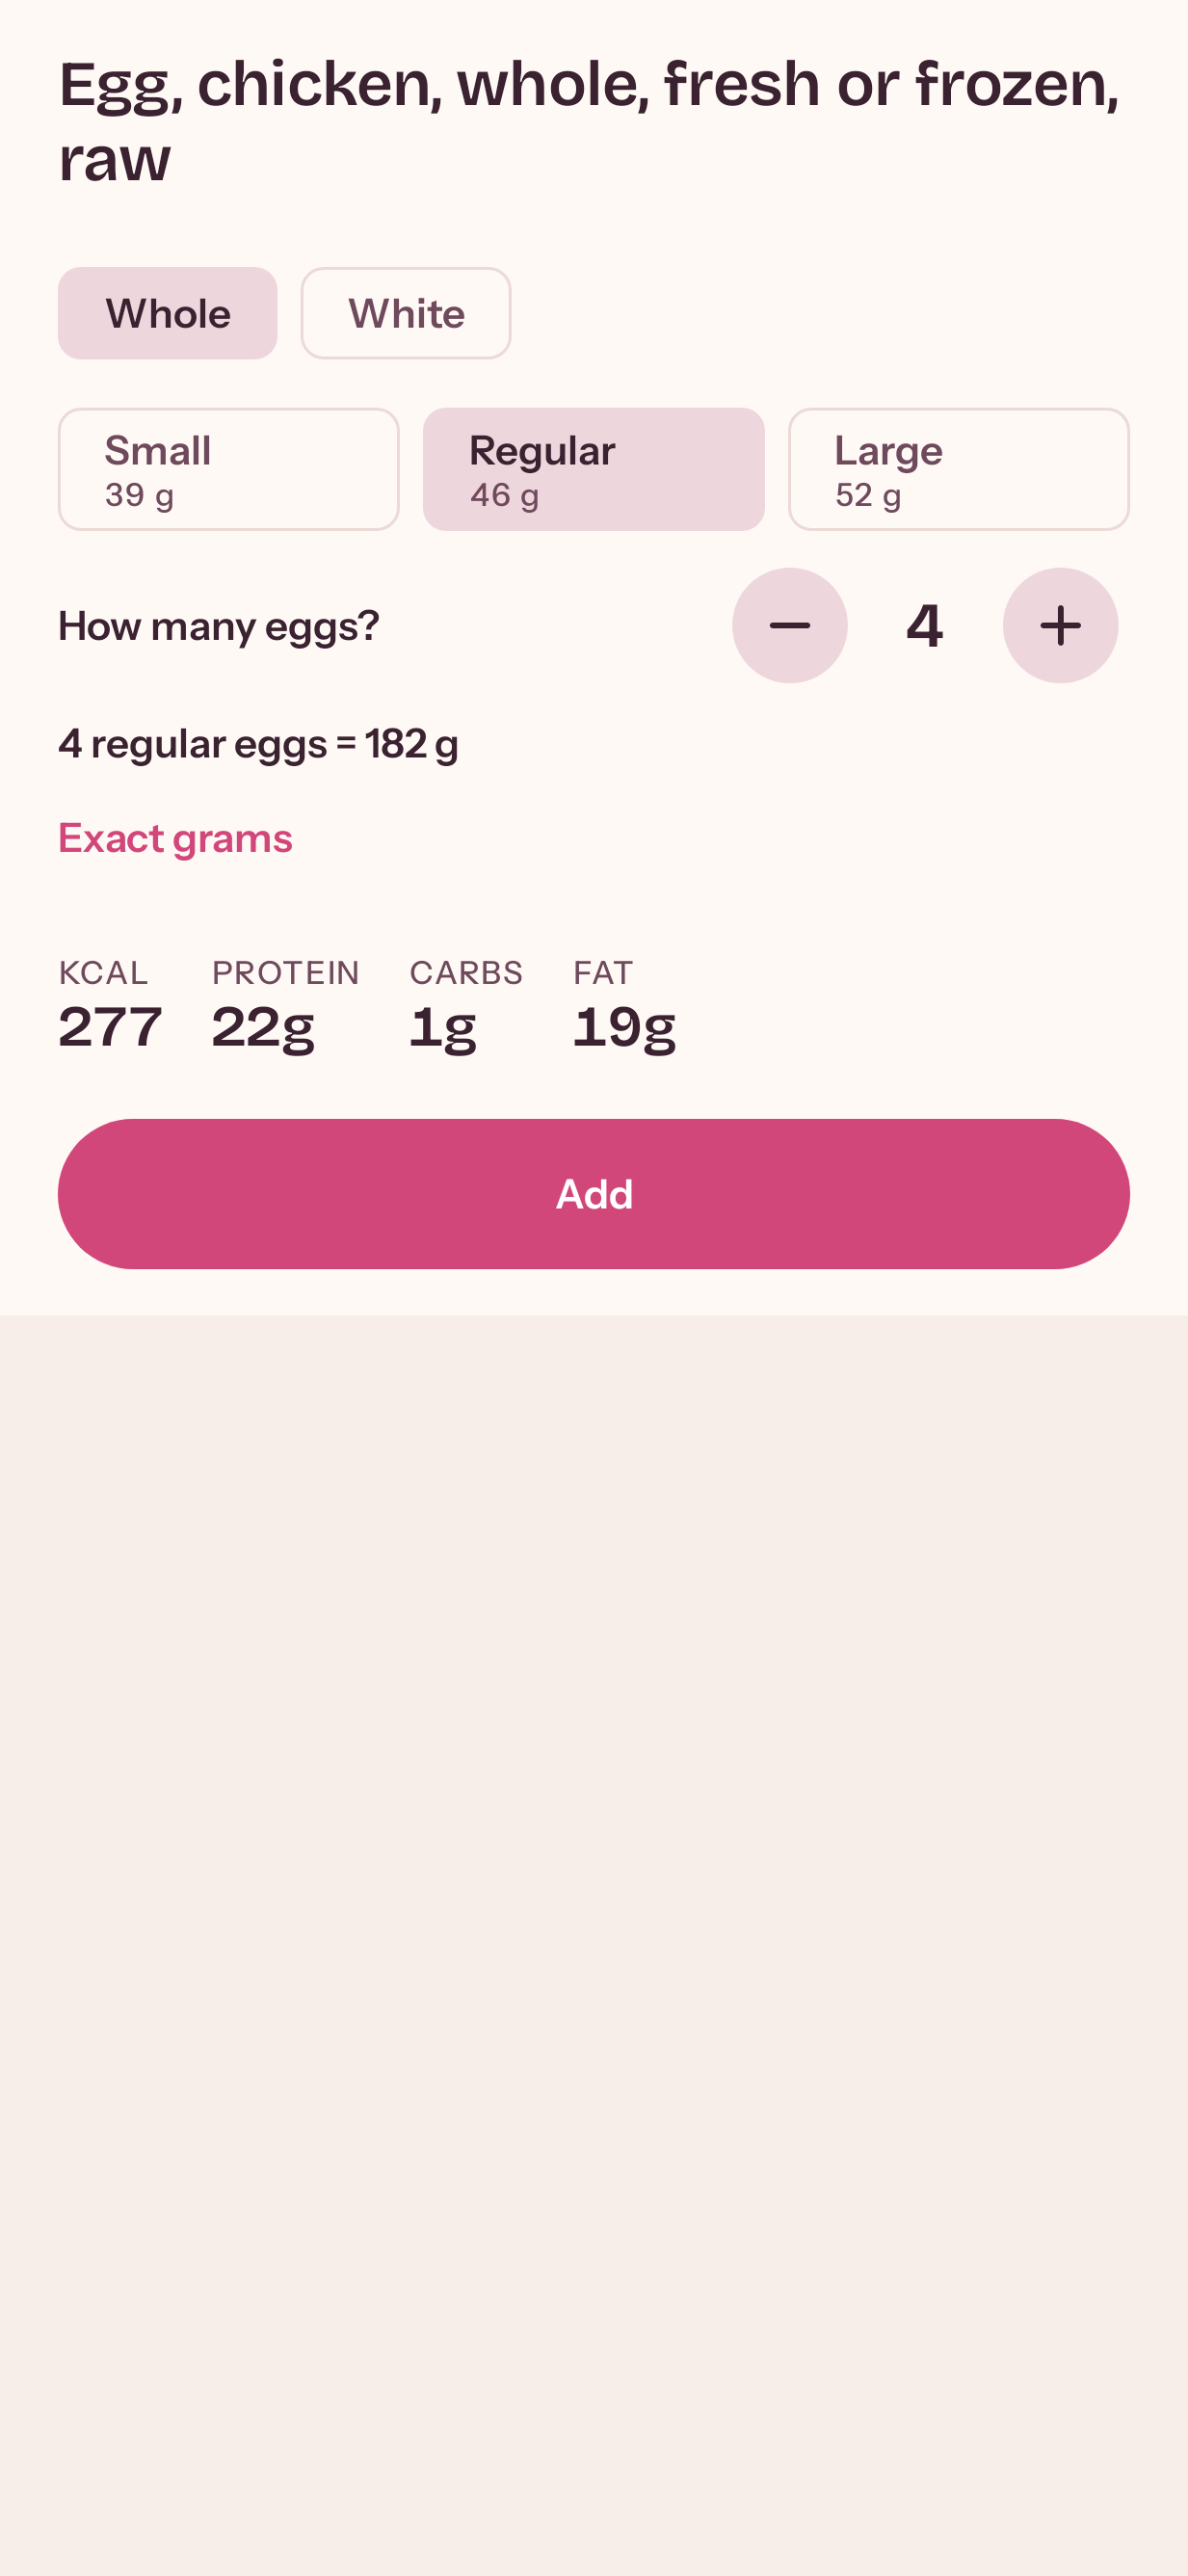 Egg, chicken, whole, fresh or frozen,
raw
Whole White
Small Regular Large
39 g 46 g 52 g
How many eggs? − 4 +
4 regular eggs = 182 g
Exact grams
KCAL PROTEIN CARBS FAT
277 22g 1g 19g
Add